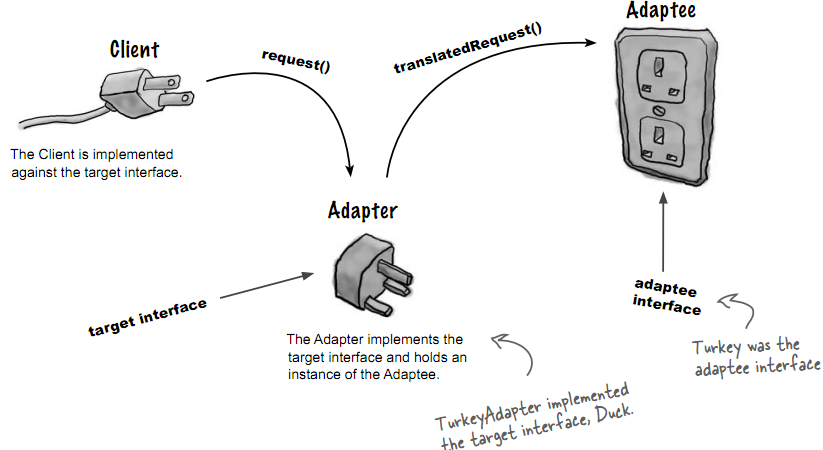 Client
request()
translatedRequest()
Adaptee
The Client is implemented
against the target interface.
Adapter
target interface
The Adapter implements the
target interface and holds an
instance of the Adaptee.
adaptee
interface
Turkey was the
adaptee interface
TurkeyAdapter implemented
the target interface, Duck.